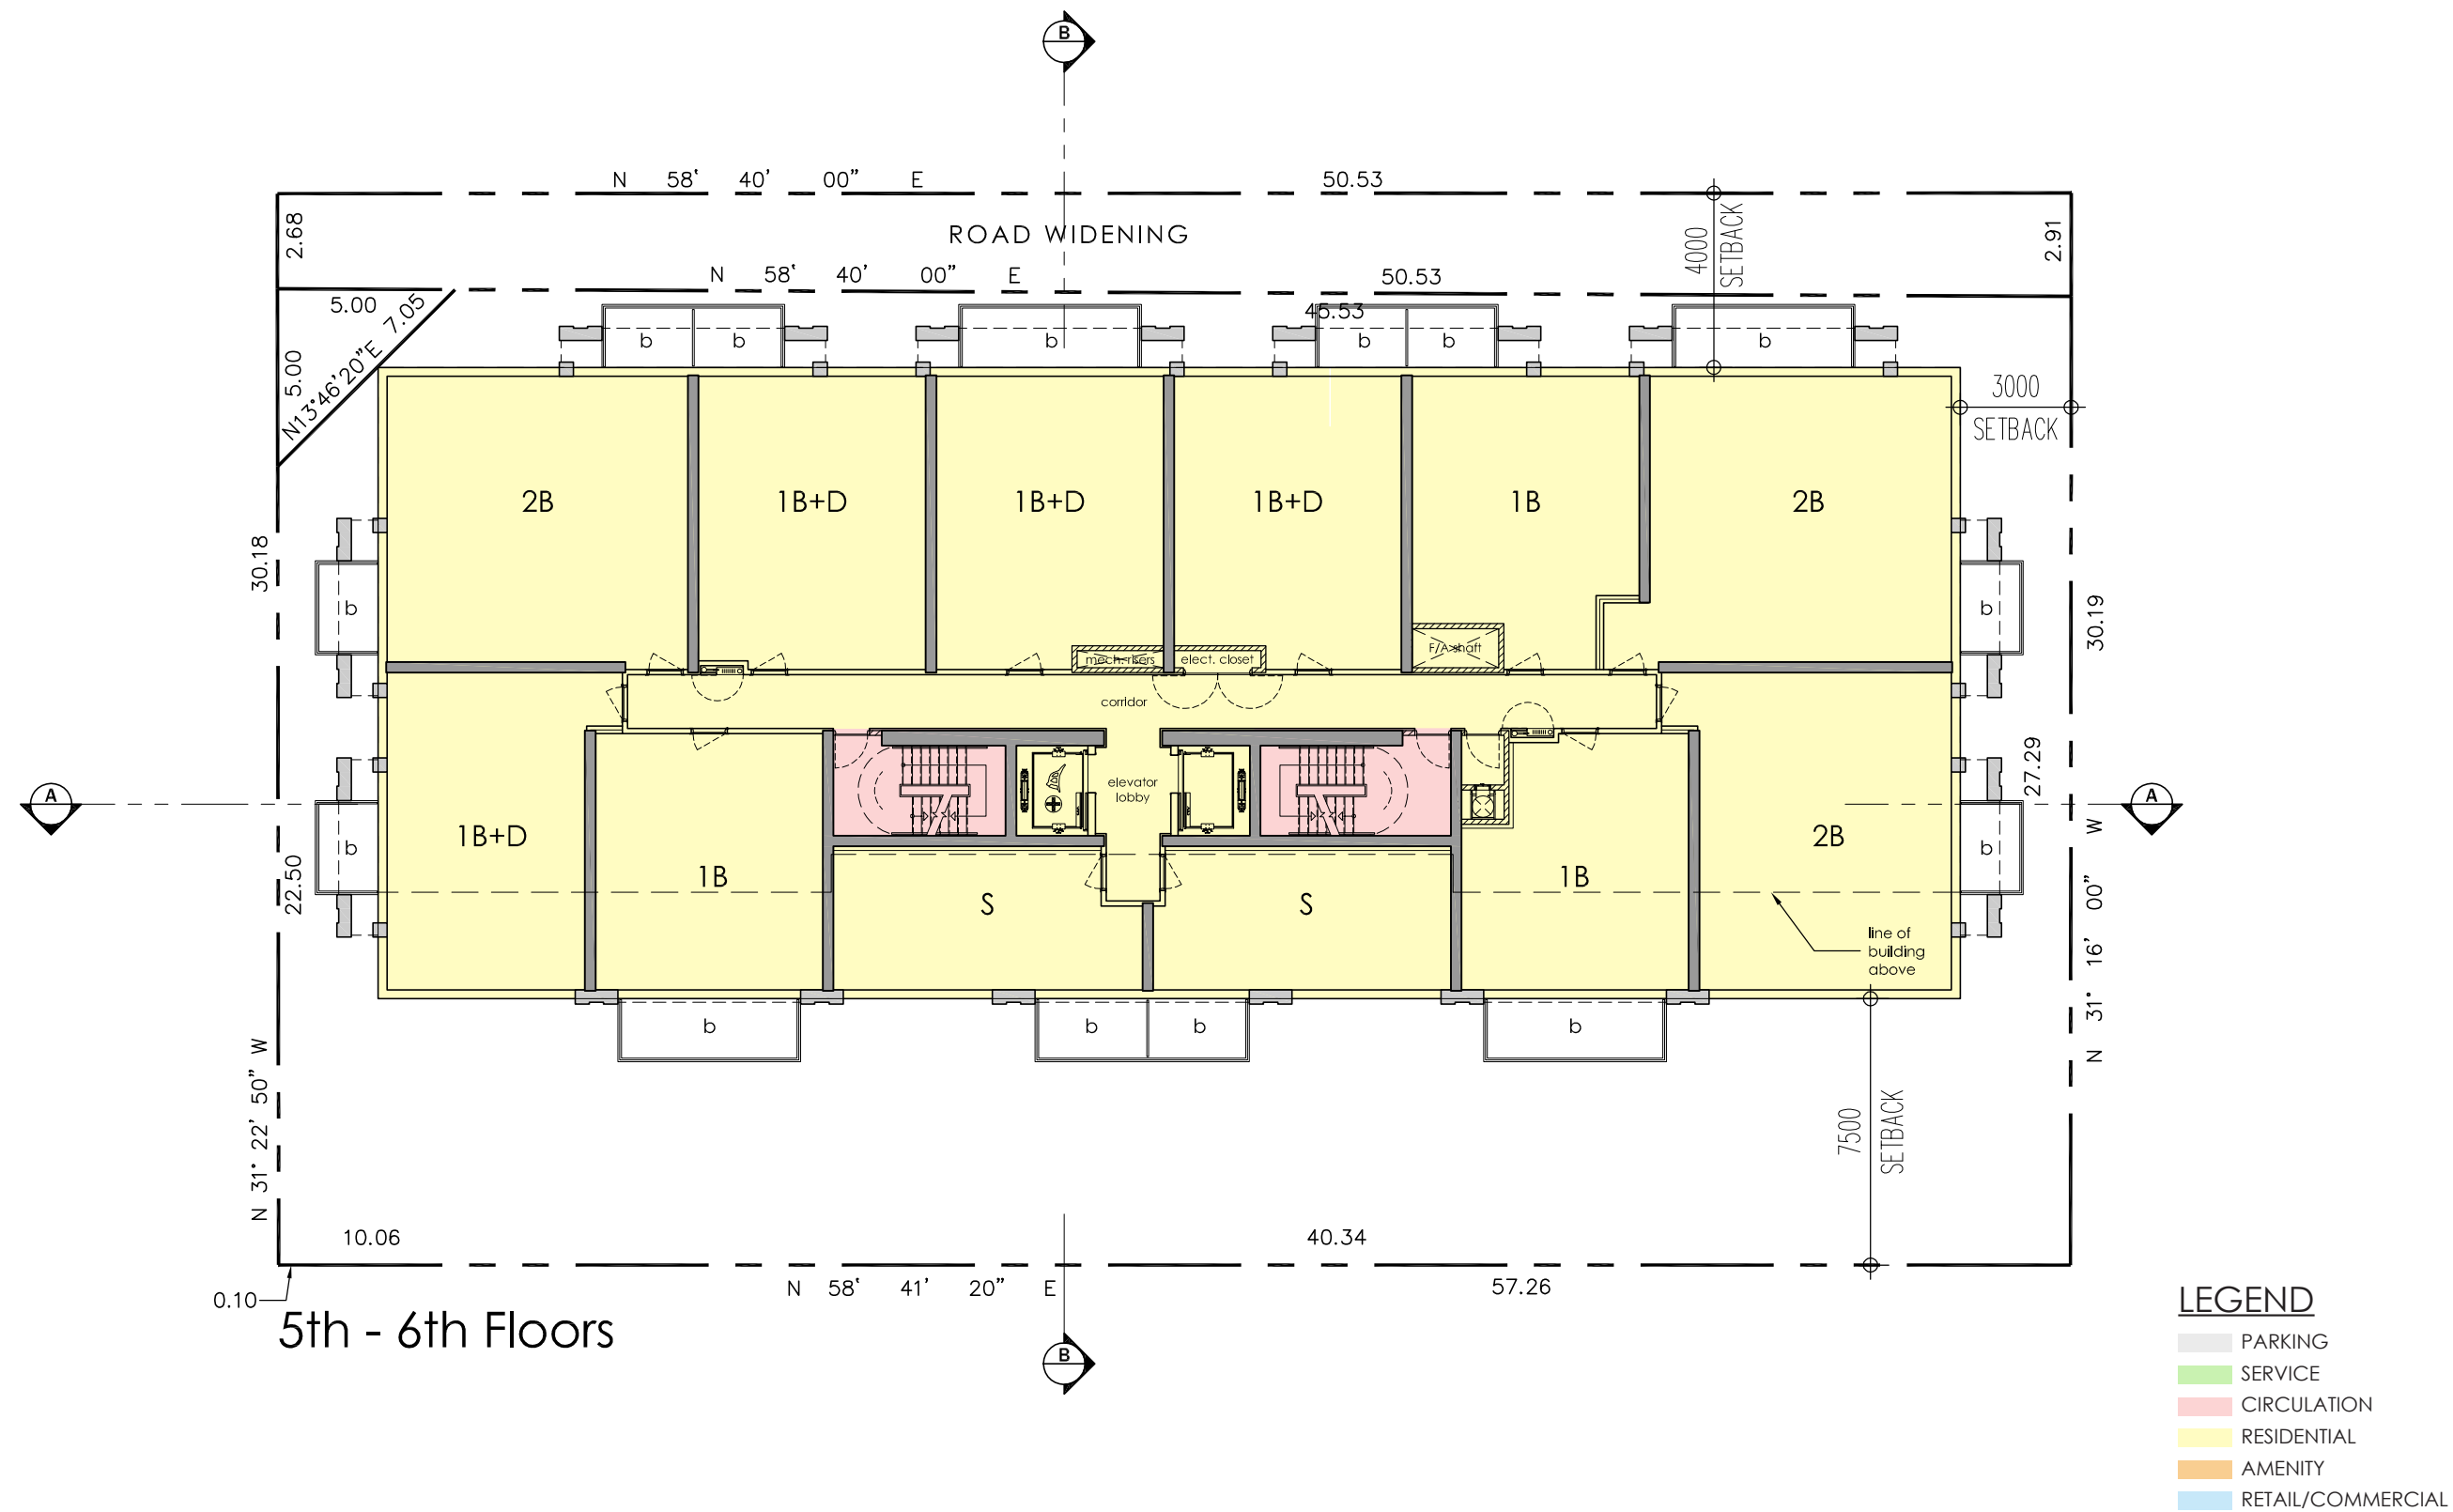 B
N 58‛ 40' 00" E
50.53
2.68
ROAD WIDENING
4000
SETBACK
2.91
N 58‛ 40' 00" E
50.53
5.00
7.05
45.53
5.00
N13°46'20"E
b
b
b
b
b
b
3000
SETBACK
2B
1B+D
1B+D
1B+D
1B
2B
30.18
b
b
30.19
mech. risers
elect. closet
F/A shaft
corridor
elevator
lobby
27.29
A
A
1B+D
2B
b
b
22.50
1B
S
S
1B
line of
building
above
b
b
b
b
N 31° 22' 50" W
N 31° 16' 00" W
7500
SETBACK
10.06
40.34
N 58‛ 41' 20" E
57.26
0.10
5th - 6th Floors
B
LEGEND
PARKING
SERVICE
CIRCULATION
RESIDENTIAL
AMENITY
RETAIL/COMMERCIAL